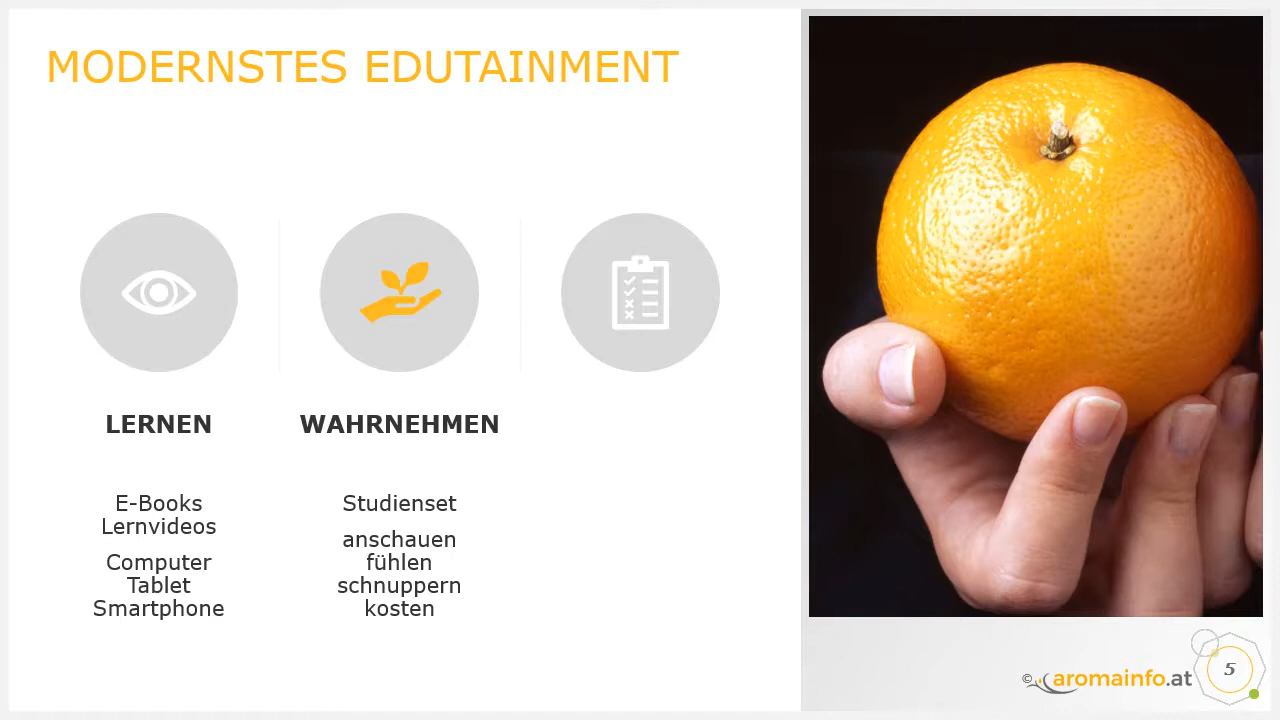 MODERNSTES EDUTAINMENT
LERNEN
E-Books
Lernvideos
Computer
Tablet
Smartphone
WAHRNEHMEN
Studienset
anschauen
fühlen
schnuppern
kosten
© aromainfo.at
5